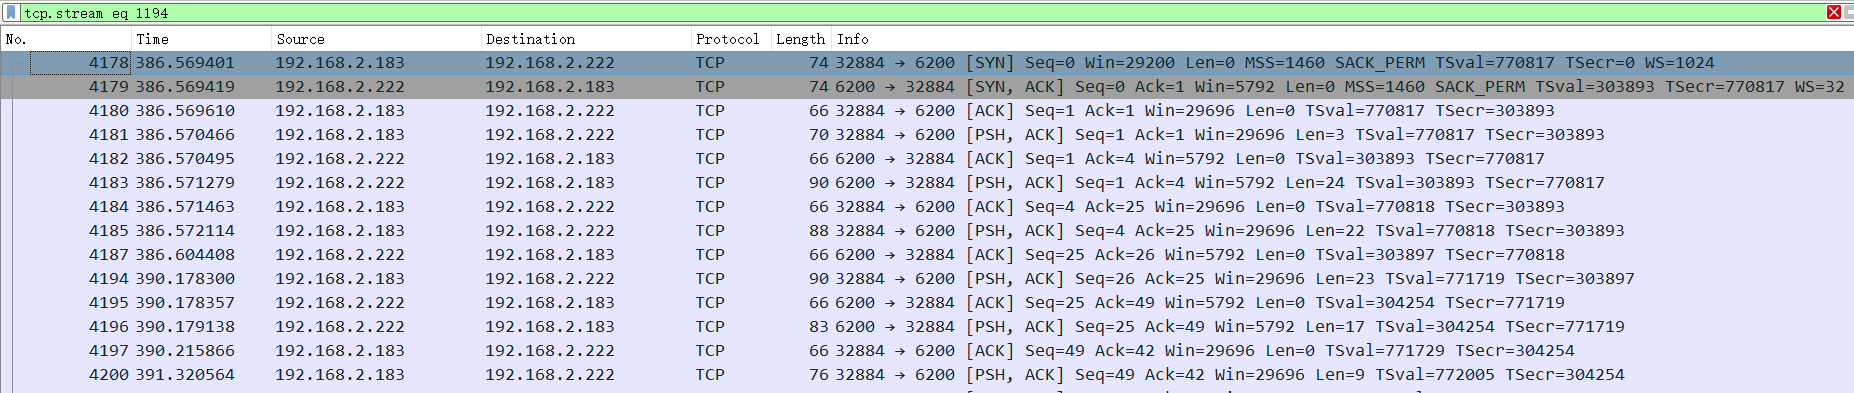 tcp.stream eq 1194
No. Time Source Destination Protocol Length Info
4178 386.569401 192.168.2.183 192.168.2.222 TCP 74 32884 → 6200 [SYN] Seq=0 Win=29200 Len=0 MSS=1460 SACK_PERM TSval=770817 TSecr=0 WS=1024
4179 386.569419 192.168.2.222 192.168.2.183 TCP 74 6200 → 32884 [SYN, ACK] Seq=0 Ack=1 Win=5792 Len=0 MSS=1460 SACK_PERM TSval=303893 TSecr=770817 WS=32
4180 386.569610 192.168.2.183 192.168.2.222 TCP 66 32884 → 6200 [ACK] Seq=1 Ack=1 Win=29696 Len=0 TSval=770817 TSecr=303893
4181 386.570466 192.168.2.183 192.168.2.222 TCP 70 32884 → 6200 [PSH, ACK] Seq=1 Ack=1 Win=29696 Len=3 TSval=770817 TSecr=303893
4182 386.570495 192.168.2.222 192.168.2.183 TCP 66 6200 → 32884 [ACK] Seq=1 Ack=4 Win=5792 Len=0 TSval=303893 TSecr=770817
4183 386.571279 192.168.2.222 192.168.2.183 TCP 90 6200 → 32884 [PSH, ACK] Seq=1 Ack=4 Win=5792 Len=24 TSval=303893 TSecr=770817
4184 386.571463 192.168.2.183 192.168.2.222 TCP 66 32884 → 6200 [ACK] Seq=4 Ack=25 Win=29696 Len=0 TSval=770818 TSecr=303893
4185 386.572114 192.168.2.183 192.168.2.222 TCP 88 32884 → 6200 [PSH, ACK] Seq=4 Ack=25 Win=29696 Len=22 TSval=770818 TSecr=303893
4187 386.604408 192.168.2.222 192.168.2.183 TCP 66 6200 → 32884 [ACK] Seq=25 Ack=26 Win=5792 Len=0 TSval=303897 TSecr=770818
4194 390.178300 192.168.2.183 192.168.2.222 TCP 90 32884 → 6200 [PSH, ACK] Seq=26 Ack=25 Win=29696 Len=23 TSval=771719 TSecr=303897
4195 390.178357 192.168.2.222 192.168.2.183 TCP 66 6200 → 32884 [ACK] Seq=25 Ack=49 Win=5792 Len=0 TSval=304254 TSecr=771719
4196 390.179138 192.168.2.222 192.168.2.183 TCP 83 6200 → 32884 [PSH, ACK] Seq=25 Ack=49 Win=5792 Len=17 TSval=304254 TSecr=771719
4197 390.215866 192.168.2.183 192.168.2.222 TCP 66 32884 → 6200 [ACK] Seq=49 Ack=42 Win=29696 Len=0 TSval=771729 TSecr=304254
4200 391.320564 192.168.2.183 192.168.2.222 TCP 76 32884 → 6200 [PSH, ACK] Seq=49 Ack=42 Win=29696 Len=9 TSval=772005 TSecr=304254